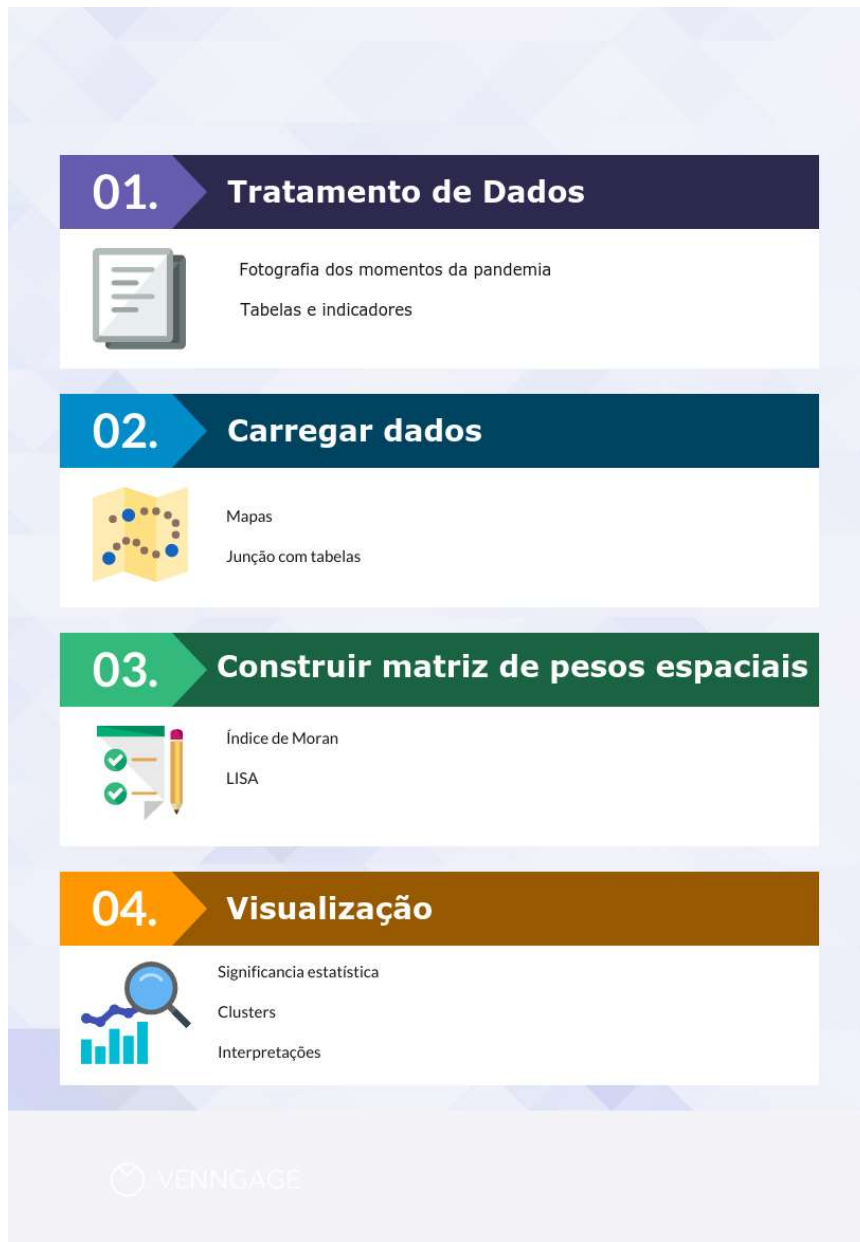 01.
Tratamento de Dados
Fotografia dos momentos da pandemia
Tabelas e indicadores
02.
Carregar dados
Mapas
Junção com tabelas
03.
Construir matriz de pesos espaciais
Índice de Moran
LISA
04.
Visualização
Significancia estatística
Clusters
Interpretações
VENNGAGE